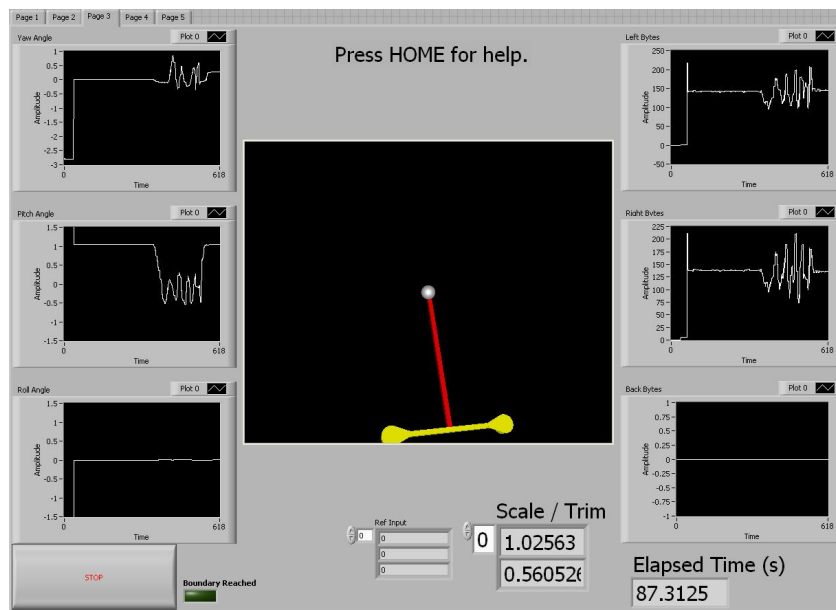 Page 1 Page 2 Page 3 Page 4 Page 5
Yaw Angle
Plot 0
1
0.5
0
-0.5
-1
-1.5
-2
-2.5
-3
Amplitude
0
618
Time
Pitch Angle
Plot 0
1.5
1
0.5
0
-0.5
-1
-1.5
Amplitude
0
618
Time
Roll Angle
Plot 0
1.5
1
0.5
0
-0.5
-1
-1.5
Amplitude
0
618
Time
STOP
Boundary Reached
Press HOME for help.
Ref Input
0
0
0
0
Scale / Trim
0
1.02563
0.560526
Left Bytes
Plot 0
250
200
150
100
50
0
-50
Amplitude
0
618
Time
Right Bytes
Plot 0
225
200
175
150
125
100
75
50
25
0
Amplitude
0
618
Time
Back Bytes
Plot 0
1
0.75
0.5
0.25
0
-0.25
-0.5
-0.75
-1
Amplitude
0
618
Time
Elapsed Time (s)
87.3125